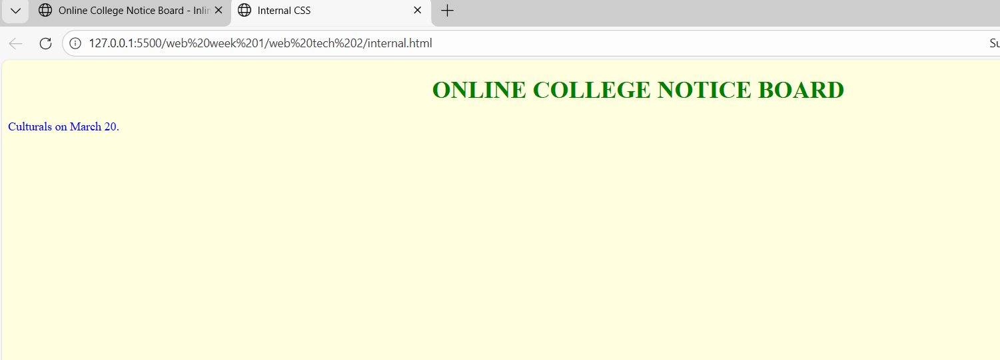 Online College Notice Board - Inlin
Internal CSS
127.0.0.1:5500/web%20week%201/web%20tech%202/internal.html
Su
ONLINE COLLEGE NOTICE BOARD
Culturals on March 20.